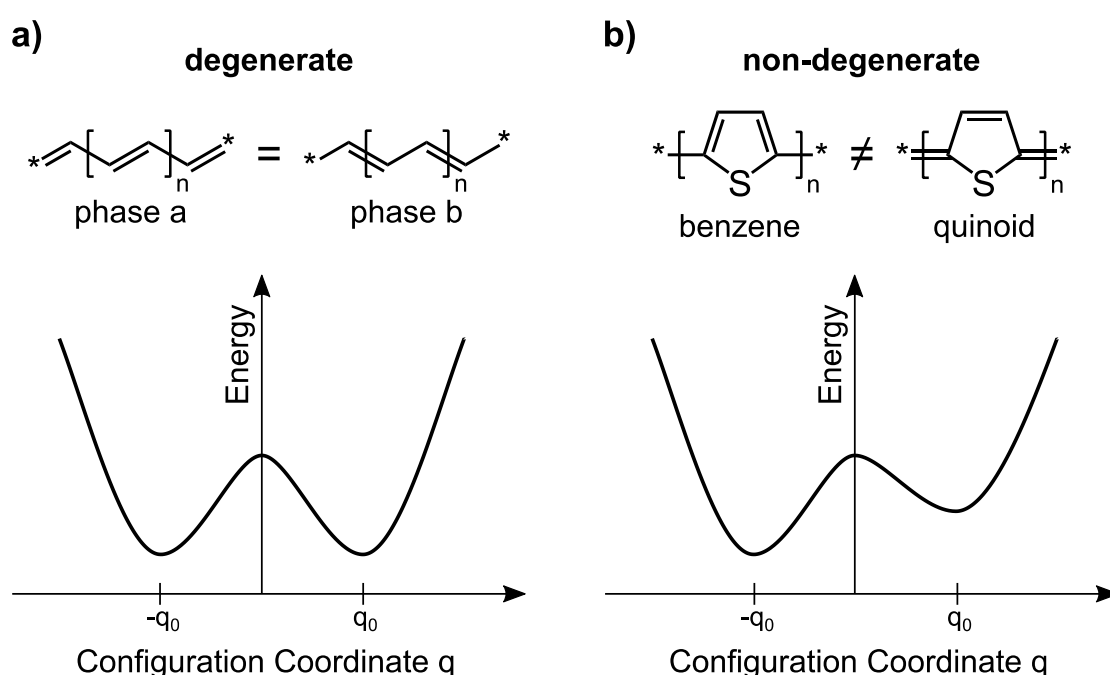 a)
degenerate
* [ ]n * = * [ ]n *
phase a phase b
Energy
-q₀ q₀
Configuration Coordinate q
b)
non-degenerate
* [ S ]n * ≠ * [ S ]n *
benzene quinoid
Energy
-q₀ q₀
Configuration Coordinate q